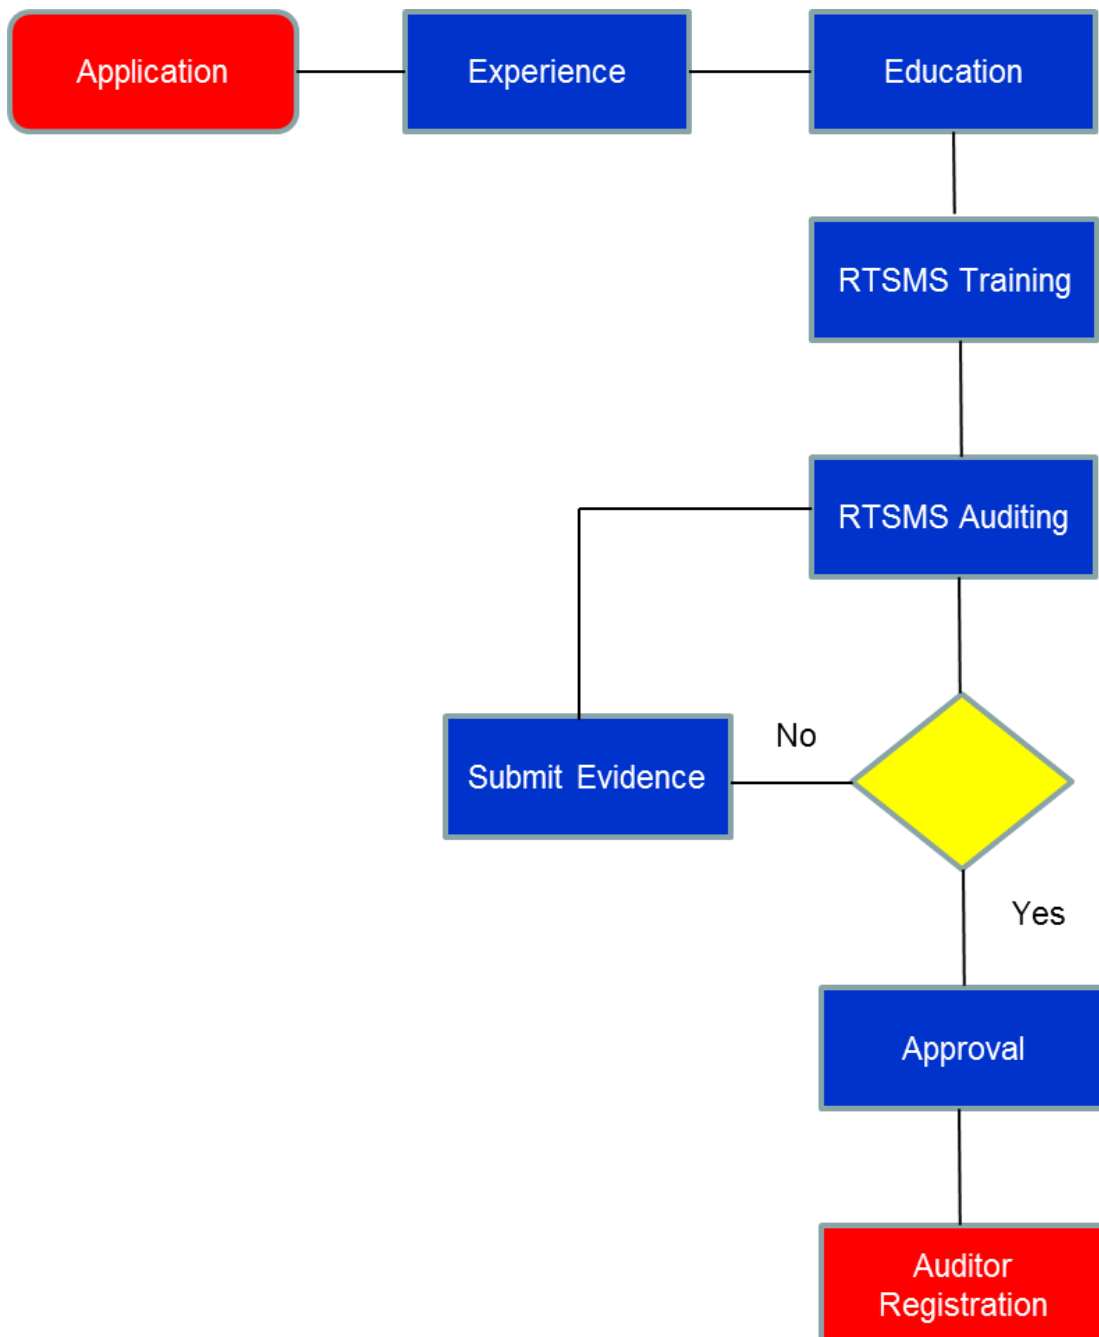 Application
Experience
Education
RTSMS Training
RTSMS Auditing
No
Submit Evidence
Yes
Approval
Auditor
Registration